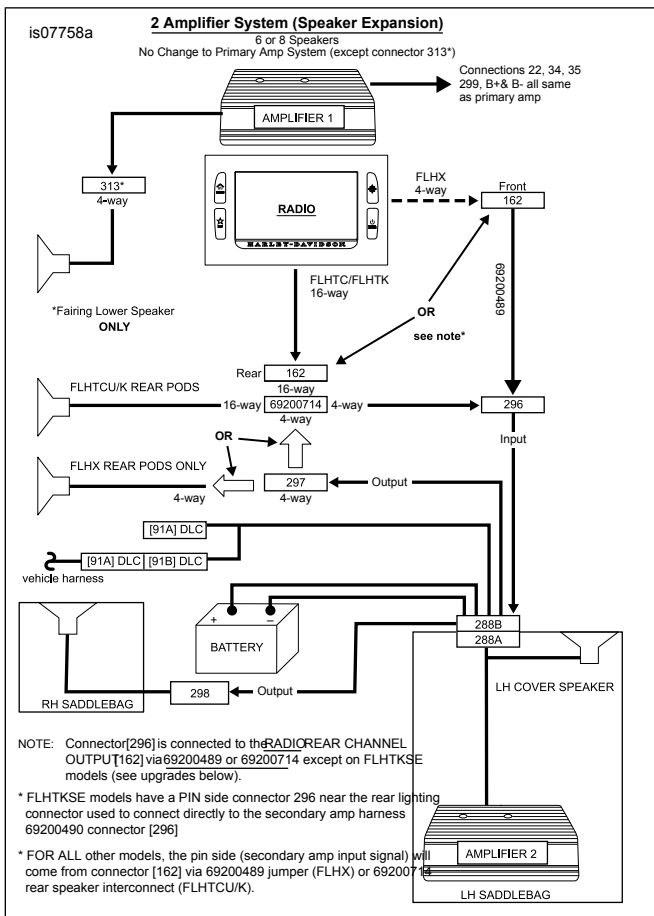 is07758a
2 Amplifier System (Speaker Expansion)
6 or 8 Speakers
No Change to Primary Amp System (except connector 313*)
Connections 22, 34, 35
299, B+& B- all same
as primary amp
AMPLIFIER 1
313*
4-way
RADIO
HARLEY-DAVIDSON
FLHX
4-way
Front
162
*Fairing Lower Speaker
ONLY
FLHTC/FLHTK
16-way
69200489
OR
see note*
Rear
162
16-way
FLHTCU/K REAR PODS
16-way
69200714
4-way
4-way
296
Input
OR
FLHX REAR PODS ONLY
4-way
297
4-way
Output
[91A] DLC
[91A] DLC
[91B] DLC
vehicle harness
+
–
BATTERY
288B
288A
298
Output
RH SADDLEBAG
LH COVER SPEAKER
NOTE: Connector[296] is connected to the RADIO REAR CHANNEL
OUTPUT[162] via 69200489 or 69200714 except on FLHTKSE
models (see upgrades below).
* FLHTKSE models have a PIN side connector 296 near the rear lighting
connector used to connect directly to the secondary amp harness
69200490 connector [296]
* FOR ALL other models, the pin side (secondary amp input signal) will
come from connector [162] via 69200489 jumper (FLHX) or 69200714
rear speaker interconnect (FLHTCU/K).
AMPLIFIER 2
LH SADDLEBAG